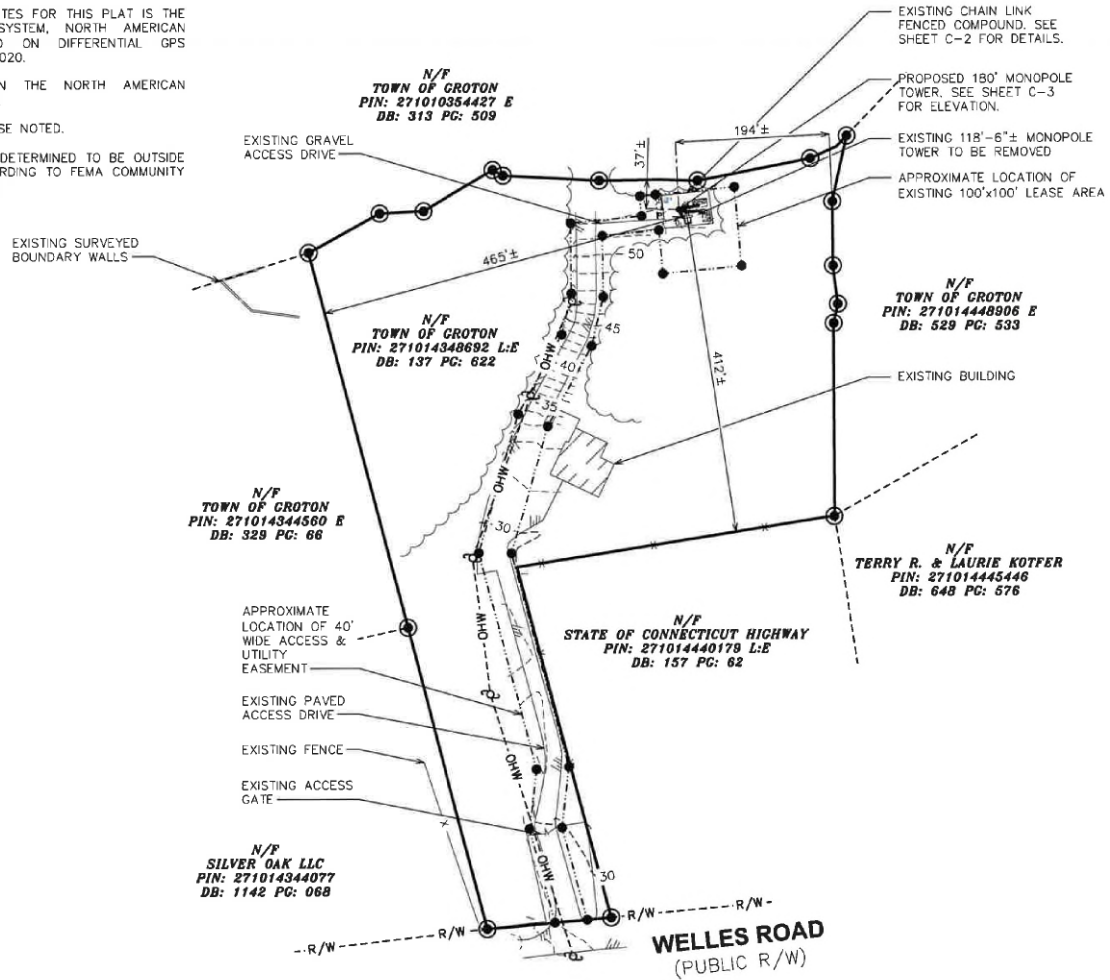 TES FOR THIS PLAT IS THE
SYSTEM, NORTH AMERICAN
ON DIFFERENTIAL GPS
020.
N THE NORTH AMERICAN
SE NOTED.
DETERMINED TO BE OUTSIDE
RDING TO FEMA COMMUNITY
N/F
TOWN OF GROTON
PIN: 271010354427 E
DB: 313 PG: 509
EXISTING CHAIN LINK
FENCED COMPOUND. SEE
SHEET C-2 FOR DETAILS.
PROPOSED 180' MONOPOLE
TOWER. SEE SHEET C-3
FOR ELEVATION.
EXISTING 118'-6"± MONOPOLE
TOWER TO BE REMOVED
APPROXIMATE LOCATION OF
EXISTING 100'x100' LEASE AREA
EXISTING GRAVEL
ACCESS DRIVE
37'±
194'±
EXISTING SURVEYED
BOUNDARY WALLS
465'±
50
N/F
TOWN OF GROTON
PIN: 271014348692 L:E
DB: 137 PG: 622
N/F
TOWN OF GROTON
PIN: 271014448906 E
DB: 529 PG: 533
45
40
35
OHW
412'±
EXISTING BUILDING
OHW
30
N/F
TOWN OF GROTON
PIN: 271014344560 E
DB: 329 PG: 66
N/F
TERRY R. & LAURIE KOTFER
PIN: 271014445446
DB: 648 PG: 576
N/F
STATE OF CONNECTICUT HIGHWAY
PIN: 271014440179 L:E
DB: 157 PG: 62
OHW
APPROXIMATE
LOCATION OF 40'
WIDE ACCESS &
UTILITY
EASEMENT
EXISTING PAVED
ACCESS DRIVE
EXISTING FENCE
EXISTING ACCESS
GATE
OHW
OHW
30
N/F
SILVER OAK LLC
PIN: 271014344077
DB: 1142 PG: 068
R/W
R/W
R/W
R/W
WELLES ROAD
(PUBLIC R/W)